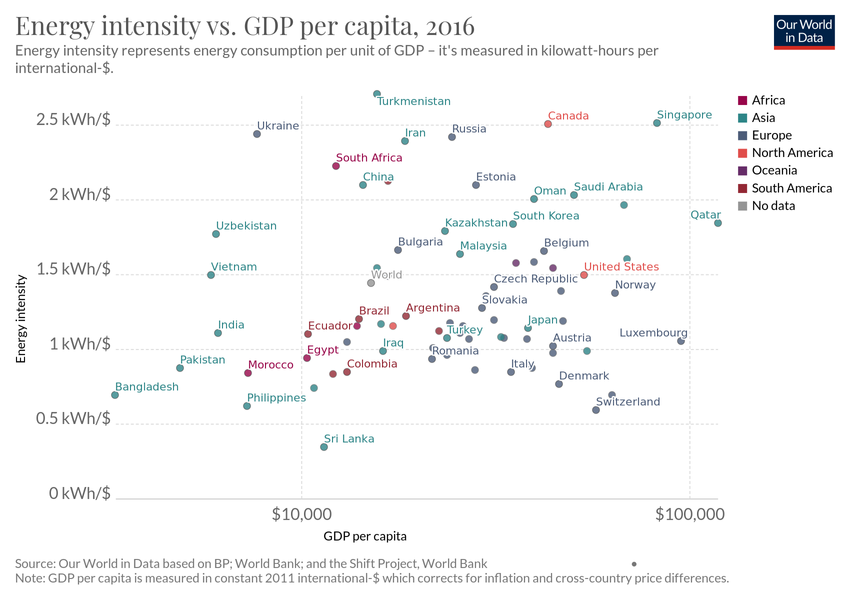 Energy intensity vs. GDP per capita, 2016
Our World
in Data
Energy intensity represents energy consumption per unit of GDP – it's measured in kilowatt-hours per
international-$.
Turkmenistan
2.5 kWh/$
Ukraine
Russia
Canada
Singapore
Iran
South Africa
China
Estonia
2 kWh/$
Oman
Saudi Arabia
Uzbekistan
Kazakhstan
South Korea
Qatar
Bulgaria
Malaysia
Belgium
1.5 kWh/$
Vietnam
World
Czech Republic
United States
Slovakia
Norway
India
Ecuador
Brazil
Argentina
Turkey
Japan
Luxembourg
1 kWh/$
Pakistan
Morocco
Egypt
Iraq
Romania
Austria
Colombia
Italy
Bangladesh
Philippines
Denmark
Switzerland
0.5 kWh/$
Sri Lanka
0 kWh/$
$10,000
$100,000
Energy intensity
GDP per capita
Africa
Asia
Europe
North America
Oceania
South America
No data
Source: Our World in Data based on BP; World Bank; and the Shift Project, World Bank
Note: GDP per capita is measured in constant 2011 international-$ which corrects for inflation and cross-country price differences.